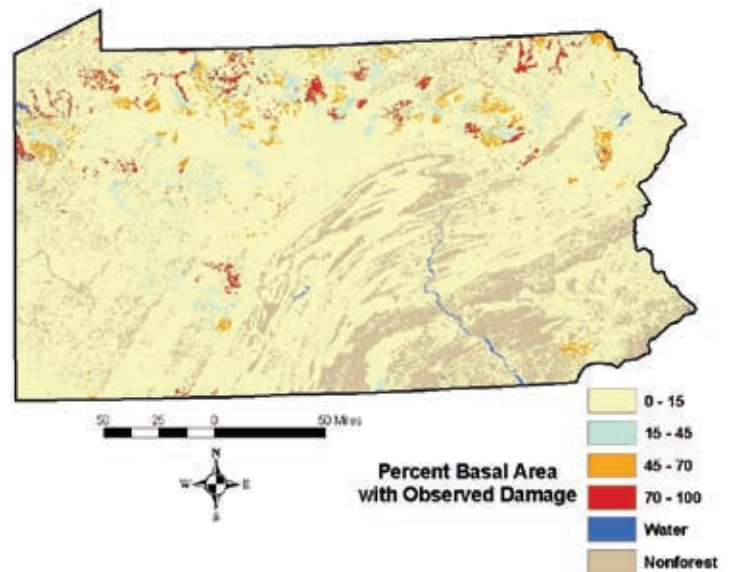 50 25 0 50 Miles
N
W E
S
Percent Basal Area
with Observed Damage
0 - 15
15 - 45
45 - 70
70 - 100
Water
Nonforest